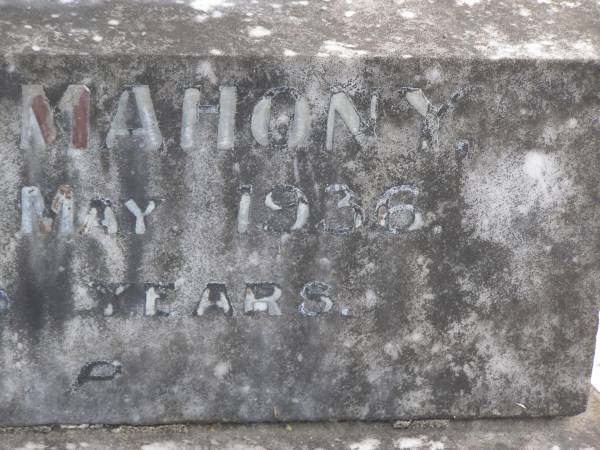 MAHONY,
MAY 1936.
YEARS.
P